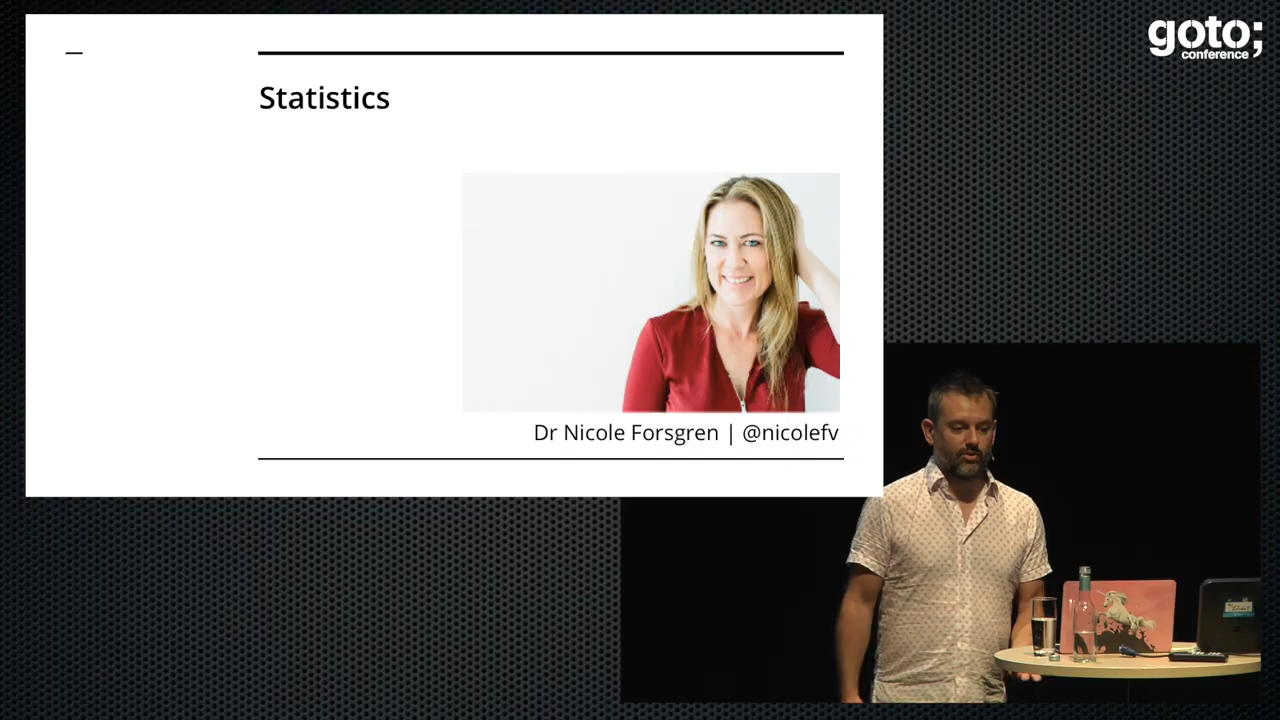 goto;
conference
Statistics
Dr Nicole Forsgren | @nicolefv